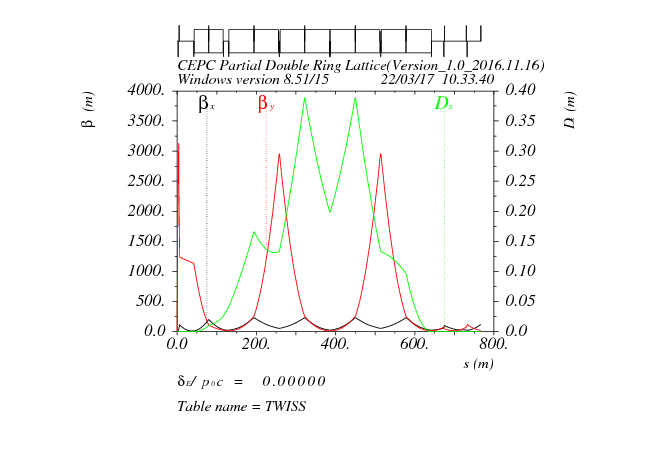 CEPC Partial Double Ring Lattice(Version_1.0_2016.11.16)
Windows version 8.51/15 22/03/17 10.33.40
4000. 0.40
βx βy Dx
3500. 0.35
3000. 0.30
2500. 0.25
2000. 0.20
1500. 0.15
1000. 0.10
500. 0.05
0.0 0.0
β (m)
D (m)
0.0 200. 400. 600. 800.
s (m)
δE/ p0c = 0.00000
Table name = TWISS